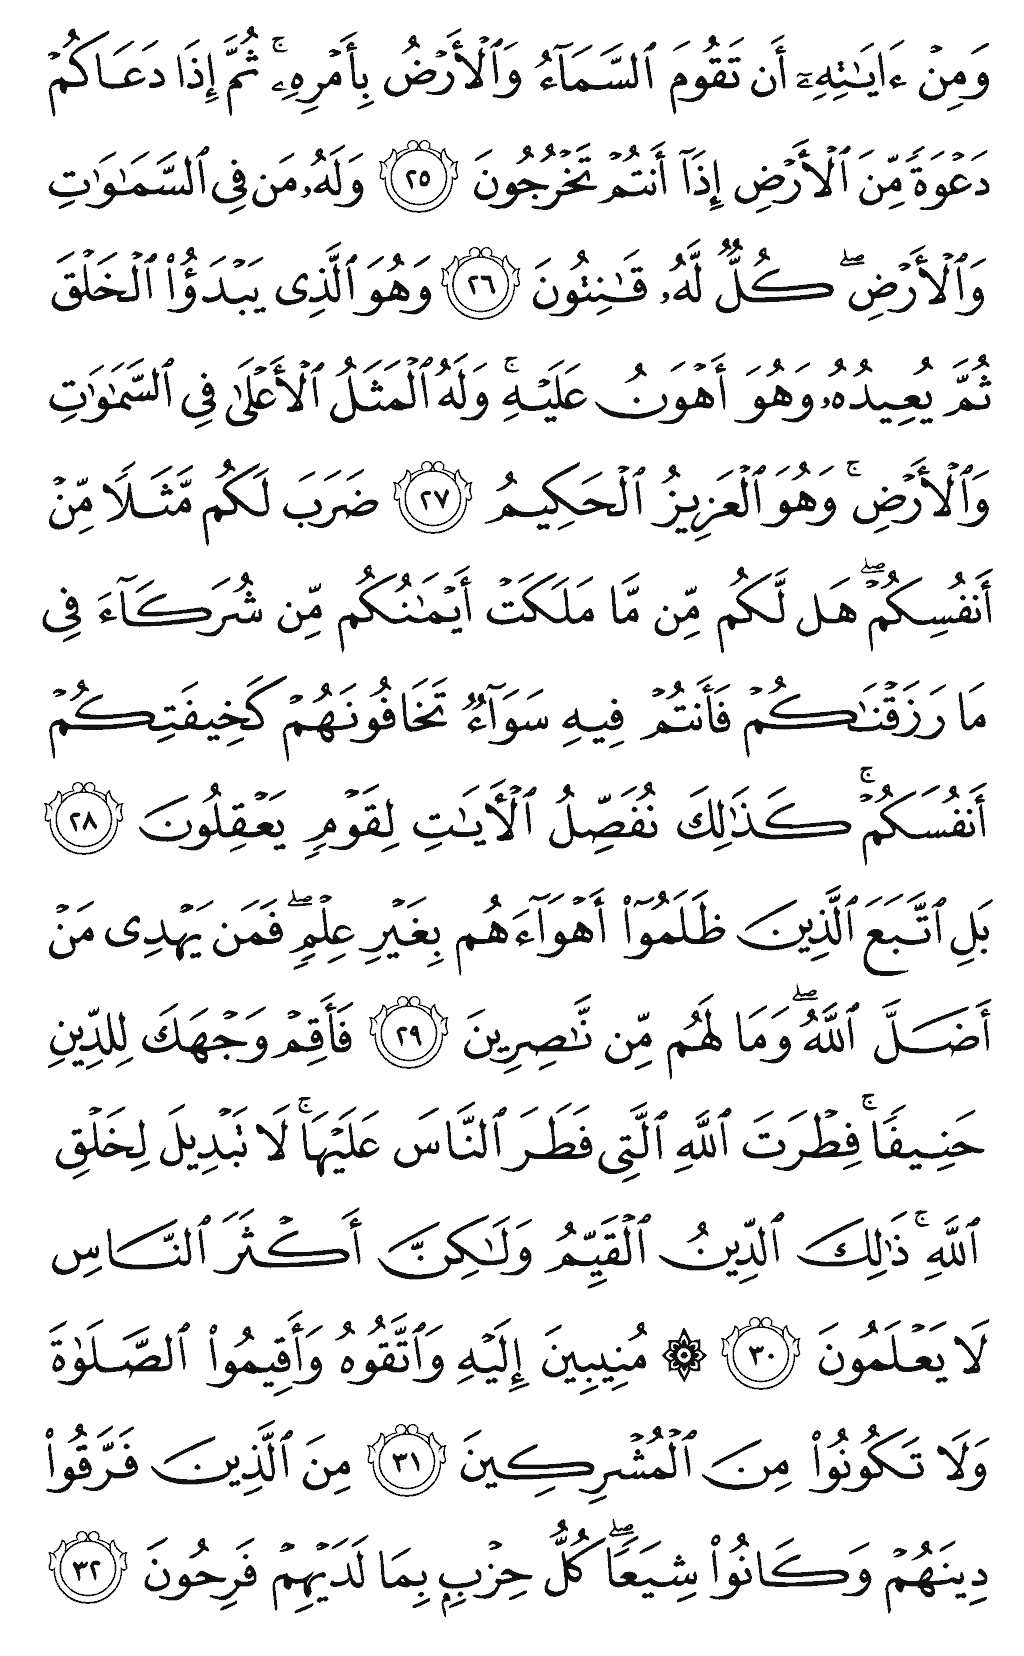 وَمِنۡ ءَايَٰتِهِۦٓ أَن تَقُومَ ٱلسَّمَآءُ وَٱلۡأَرۡضُ بِأَمۡرِهِۦۚ ثُمَّ إِذَا دَعَاكُمۡ
دَعۡوَةٗ مِّنَ ٱلۡأَرۡضِ إِذَآ أَنتُمۡ تَخۡرُجُونَ ٢٥ وَلَهُۥ مَن فِي ٱلسَّمَٰوَٰتِ
وَٱلۡأَرۡضِۖ كُلّٞ لَّهُۥ قَٰنِتُونَ ٢٦ وَهُوَ ٱلَّذِي يَبۡدَؤُاْ ٱلۡخَلۡقَ
ثُمَّ يُعِيدُهُۥ وَهُوَ أَهۡوَنُ عَلَيۡهِۚ وَلَهُ ٱلۡمَثَلُ ٱلۡأَعۡلَىٰ فِي ٱلسَّمَٰوَٰتِ
وَٱلۡأَرۡضِۚ وَهُوَ ٱلۡعَزِيزُ ٱلۡحَكِيمُ ٢٧ ضَرَبَ لَكُم مَّثَلٗا مِّنۡ
أَنفُسِكُمۡۖ هَل لَّكُم مِّن مَّا مَلَكَتۡ أَيۡمَٰنُكُم مِّن شُرَكَآءَ فِي
مَا رَزَقۡنَٰكُمۡ فَأَنتُمۡ فِيهِ سَوَآءٞ تَخَافُونَهُمۡ كَخِيفَتِكُمۡ
أَنفُسَكُمۡۚ كَذَٰلِكَ نُفَصِّلُ ٱلۡأٓيَٰتِ لِقَوۡمٖ يَعۡقِلُونَ ٢٨
بَلِ ٱتَّبَعَ ٱلَّذِينَ ظَلَمُوٓاْ أَهۡوَآءَهُم بِغَيۡرِ عِلۡمٖۖ فَمَن يَهۡدِي مَنۡ
أَضَلَّ ٱللَّهُۖ وَمَا لَهُم مِّن نَّٰصِرِينَ ٢٩ فَأَقِمۡ وَجۡهَكَ لِلدِّينِ
حَنِيفٗاۚ فِطۡرَتَ ٱللَّهِ ٱلَّتِي فَطَرَ ٱلنَّاسَ عَلَيۡهَاۚ لَا تَبۡدِيلَ لِخَلۡقِ
ٱللَّهِۚ ذَٰلِكَ ٱلدِّينُ ٱلۡقَيِّمُ وَلَٰكِنَّ أَكۡثَرَ ٱلنَّاسِ
لَا يَعۡلَمُونَ ٣٠ ۞ مُنِيبِينَ إِلَيۡهِ وَٱتَّقُوهُ وَأَقِيمُواْ ٱلصَّلَوٰةَ
وَلَا تَكُونُواْ مِنَ ٱلۡمُشۡرِكِينَ ٣١ مِنَ ٱلَّذِينَ فَرَّقُواْ
دِينَهُمۡ وَكَانُواْ شِيَعٗاۖ كُلُّ حِزۡبِۭ بِمَا لَدَيۡهِمۡ فَرِحُونَ ٣٢